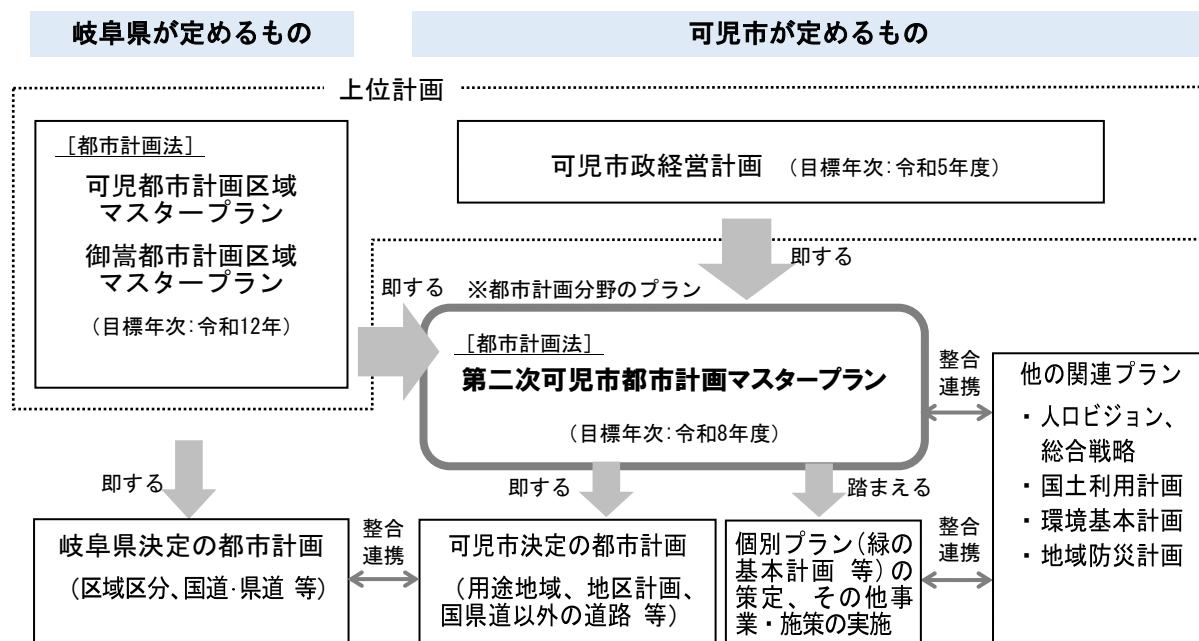 岐阜県が定めるもの
可児市が定めるもの
上位計画
[都市計画法]
可児都市計画区域
マスタープラン
御嵩都市計画区域
マスタープラン
(目標年次:令和12年)
可児市政経営計画 (目標年次:令和5年度)
即する
即する
※都市計画分野のプラン
[都市計画法]
第二次可児市都市計画マスタープラン
(目標年次:令和8年度)
整合
連携
他の関連プラン
・人口ビジョン、
総合戦略
・国土利用計画
・環境基本計画
・地域防災計画
即する
即する
踏まえる
岐阜県決定の都市計画
(区域区分、国道・県道 等)
整合
連携
可児市決定の都市計画
(用途地域、地区計画、
国県道以外の道路 等)
個別プラン(緑の
基本計画 等)の
策定、その他事
業・施策の実施
整合
連携